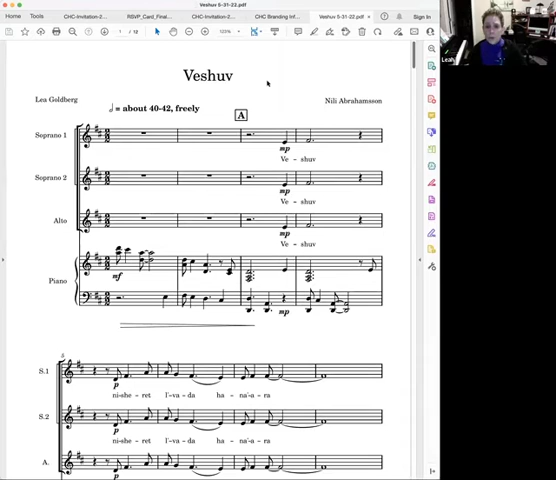 Veshuv 5-31-22.pdf
CHC-Invitation-2...
RSVP_Card_Final...
CHC-Invitation-2...
CHC Branding Inf...
Veshuv 5-31-22.pdf ×
Sign In
1 / 12
125%
Veshuv
Lea Goldberg
Nili Abrahamsson
= about 40-42, freely
A
Soprano 1
mp
Ve - shuv
Soprano 2
mp
Ve - shuv
Alto
mp
Ve - shuv
Piano
mf
mp
5
S.1
p
ni-she - ret l'-va - da ha - na'-a - ra
S.2
p
ni-she - ret l'-va - da ha - na'-a - ra
A.
p
Leah